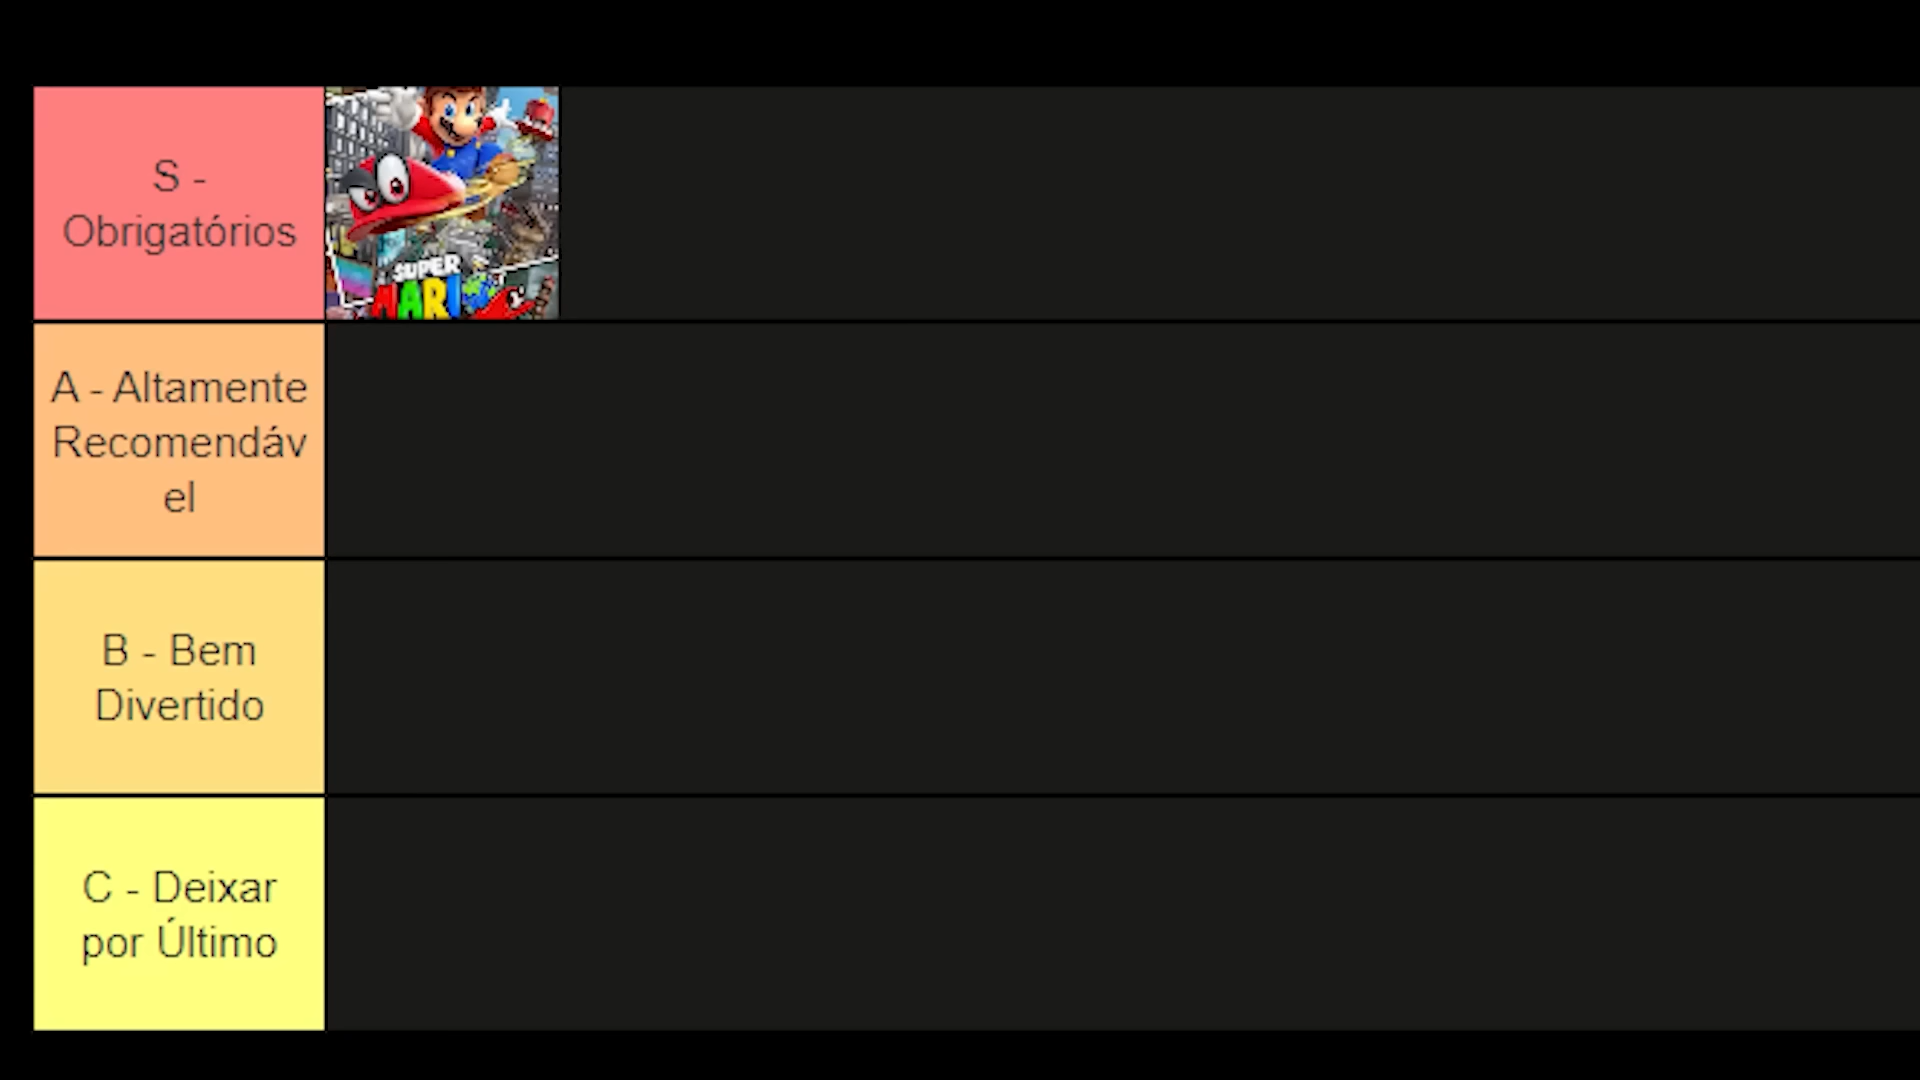 S -
Obrigatórios
SUPER
MARI
A - Altamente
Recomendáv
el
B - Bem
Divertido
C - Deixar
por Último